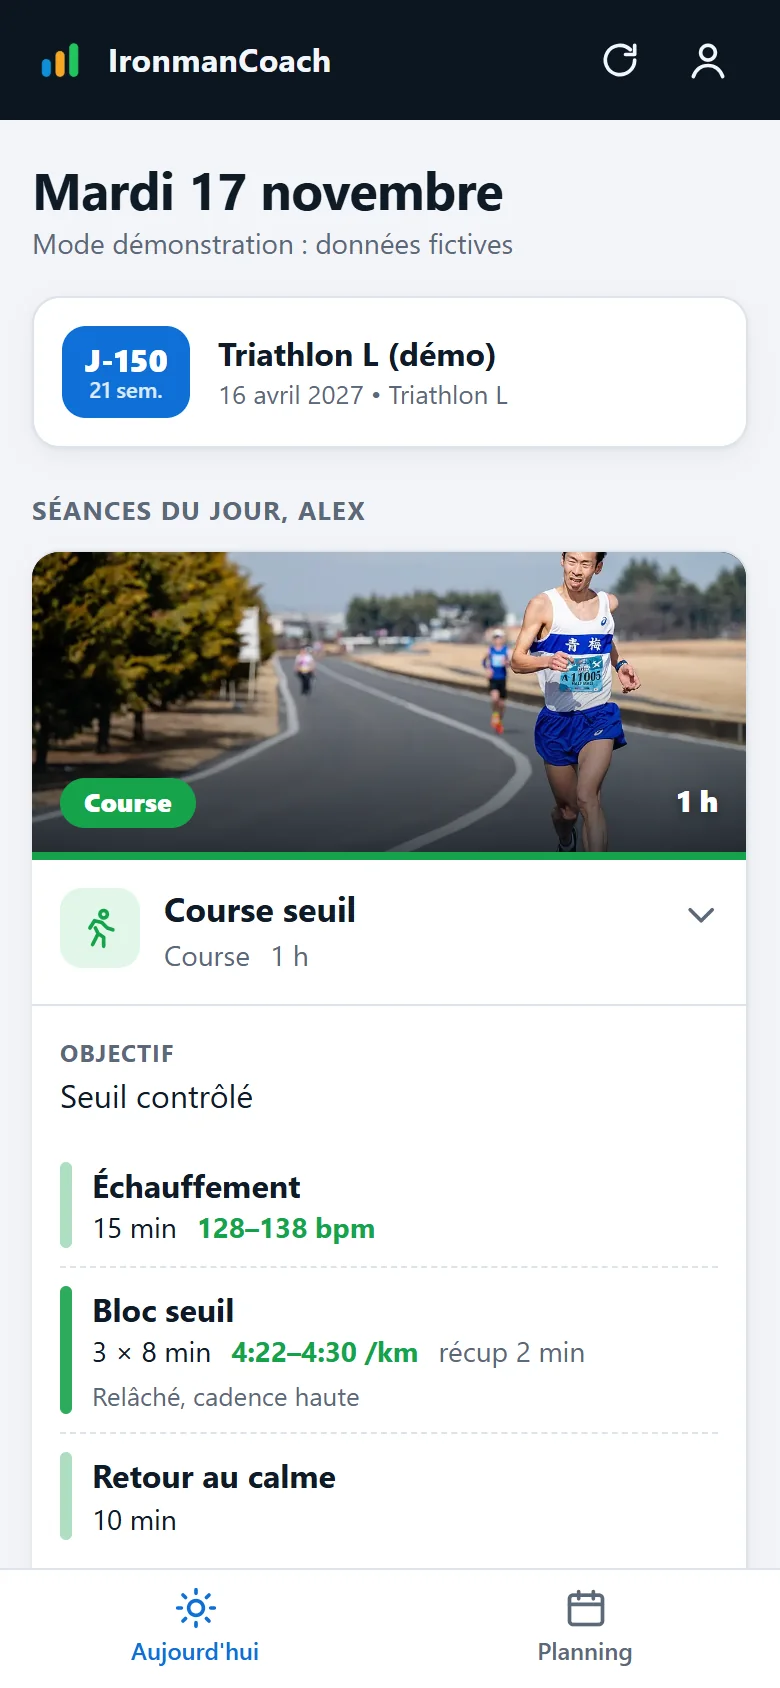 IronmanCoach
Mardi 17 novembre
Mode démonstration : données fictives
J-150
21 sem.
Triathlon L (démo)
16 avril 2027 • Triathlon L
SÉANCES DU JOUR, ALEX
青梅
11005
Course
1 h
Course seuil
Course 1 h
OBJECTIF
Seuil contrôlé
Échauffement
15 min 128–138 bpm
Bloc seuil
3 × 8 min 4:22–4:30 /km récup 2 min
Relâché, cadence haute
Retour au calme
10 min
Aujourd'hui
Planning